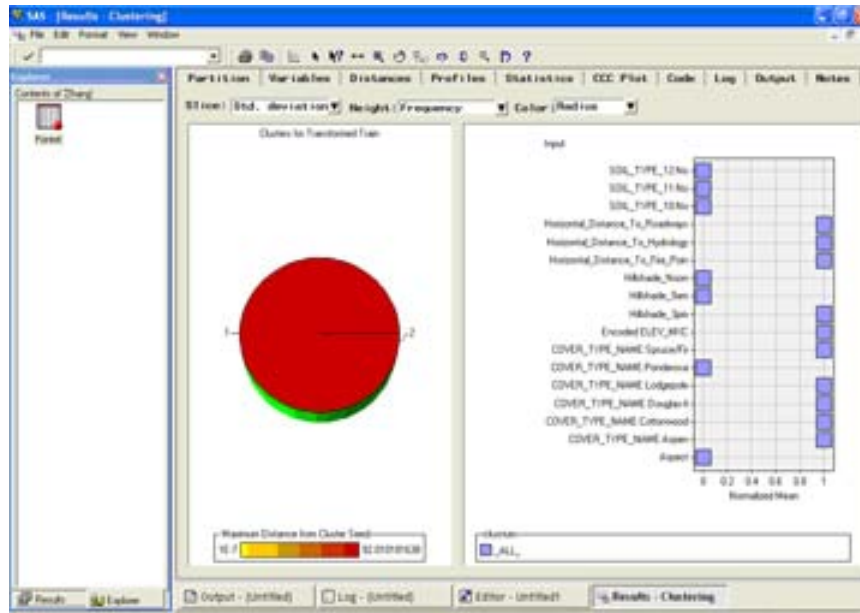 SAS - [Results - Clustering]
File Edit Format View Window
Explorer
Contents of 'Zhang'
Forest
Partition Variables Distances Profiles Statistics CCC Plot Code Log Output Notes
Slice: Std. deviation Height: Frequency Color: Radius
Clusters for Transformed Train
1
2
Maximum Distance from Cluster Seed
Input
SOIL_TYPE_12:No
SOIL_TYPE_11:No
SOIL_TYPE_10:No
Horizontal_Distance_To_Roadways
Horizontal_Distance_To_Hydrology
Horizontal_Distance_To_Fire_Poin
Hillshade_Noon
Hillshade_9am
Hillshade_3pm
Encoded ELEV_
COVER_TYPE_NAME:Spruce/Fir
COVER_TYPE_NAME:Ponderosa
COVER_TYPE_NAME:Lodgepole
COVER_TYPE_NAME:Douglas-fi
COVER_TYPE_NAME:Cottonwood
COVER_TYPE_NAME:Aspen
Aspect
0 0.2 0.4 0.6 0.8 1
Normalized Mean
cluster:
_ALL_
Results
Explorer
Output - (Untitled)
Log - (Untitled)
Editor - Untitled1
Results - Clustering